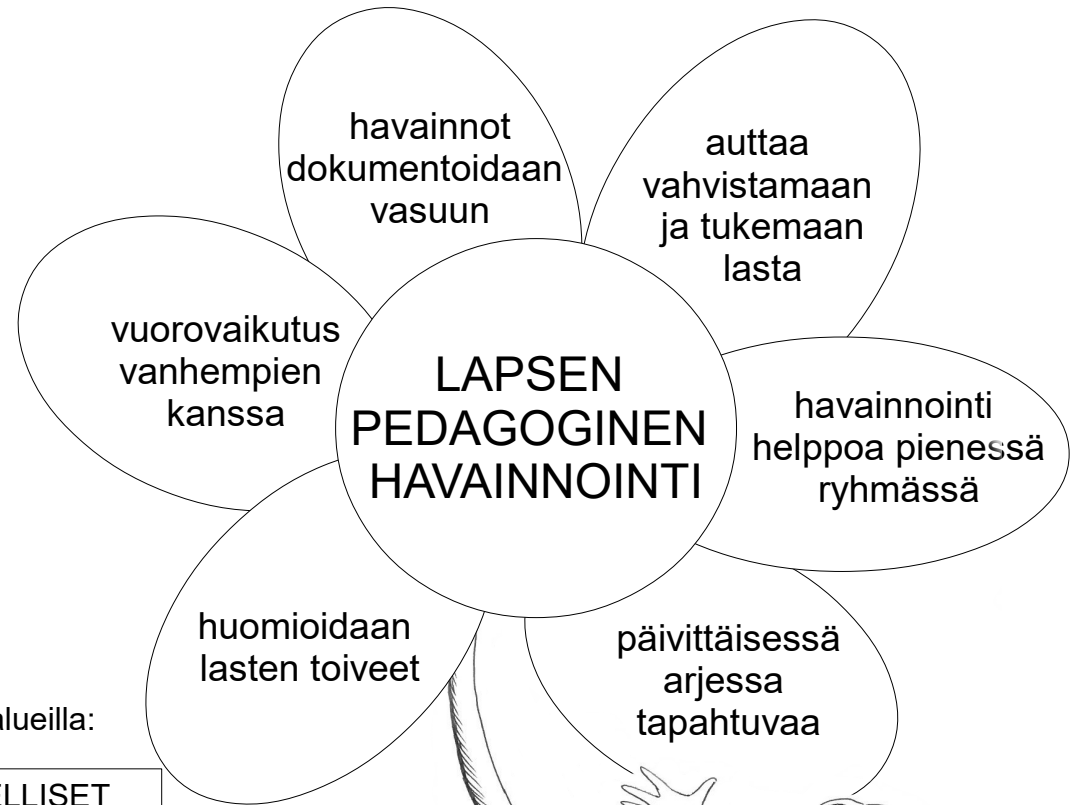 havainnot
dokumentoidaan
vasuun
auttaa
vahvistamaan
ja tukemaan
lasta
vuorovaikutus
vanhempien
kanssa
LAPSEN
PEDAGOGINEN
HAVAINNOINTI
havainnointi
helppoa pienessä
ryhmässä
huomioidaan
lasten toiveet
päivittäisessä
arjessa
tapahtuvaa